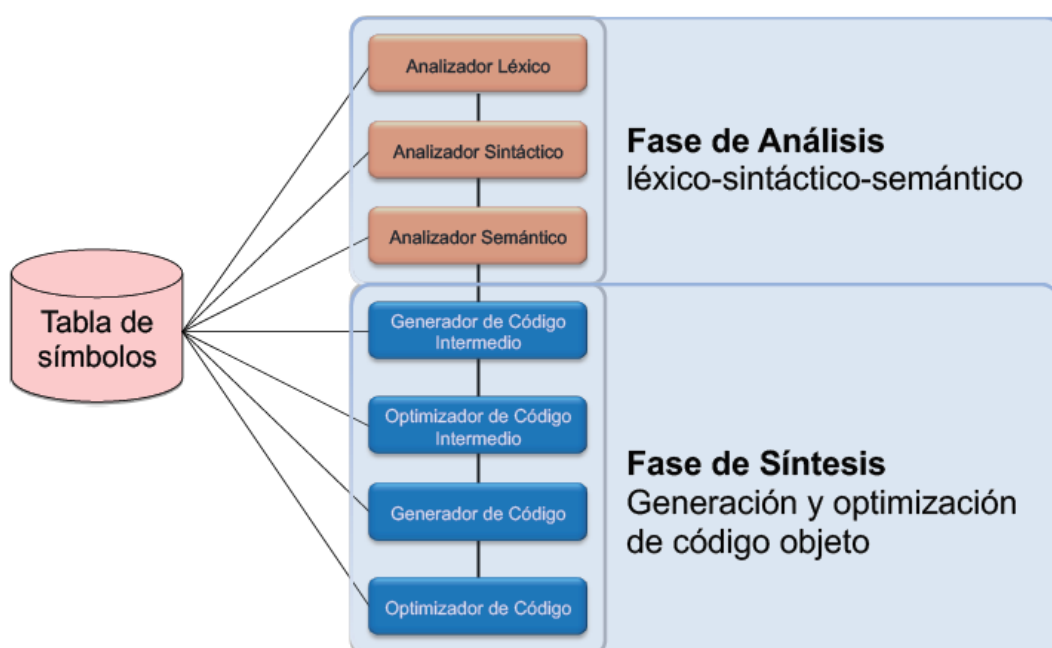 Analizador Léxico
Analizador Sintáctico
Analizador Semántico
Fase de Análisis
léxico-sintáctico-semántico
Tabla de
símbolos
Generador de Código
Intermedio
Optimizador de Código
Intermedio
Generador de Código
Optimizador de Código
Fase de Síntesis
Generación y optimización
de código objeto